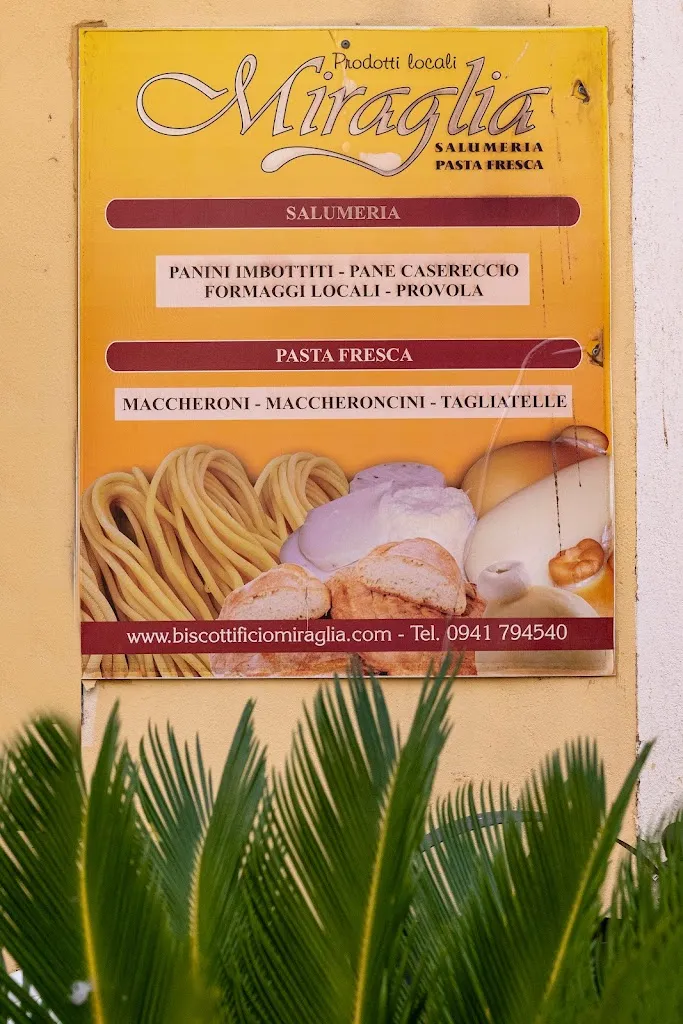 Prodotti locali
Miraglia
SALUMERIA
PASTA FRESCA
SALUMERIA
PANINI IMBOTTITI - PANE CASERECCIO
FORMAGGI LOCALI - PROVOLA
PASTA FRESCA
MACCHERONI - MACCHERONCINI - TAGLIATELLE
www.biscottificiomiraglia.com - Tel. 0941 794540